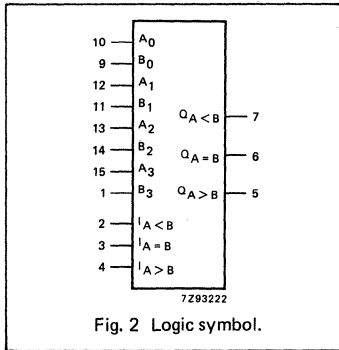 10 A0
9 B0
12 A1
11 B1
QA < B 7
13 A2
14 B2
QA = B 6
15 A3
1 B3
QA > B 5
2 IA < B
3 IA = B
4 IA > B
7Z93222
Fig. 2 Logic symbol.